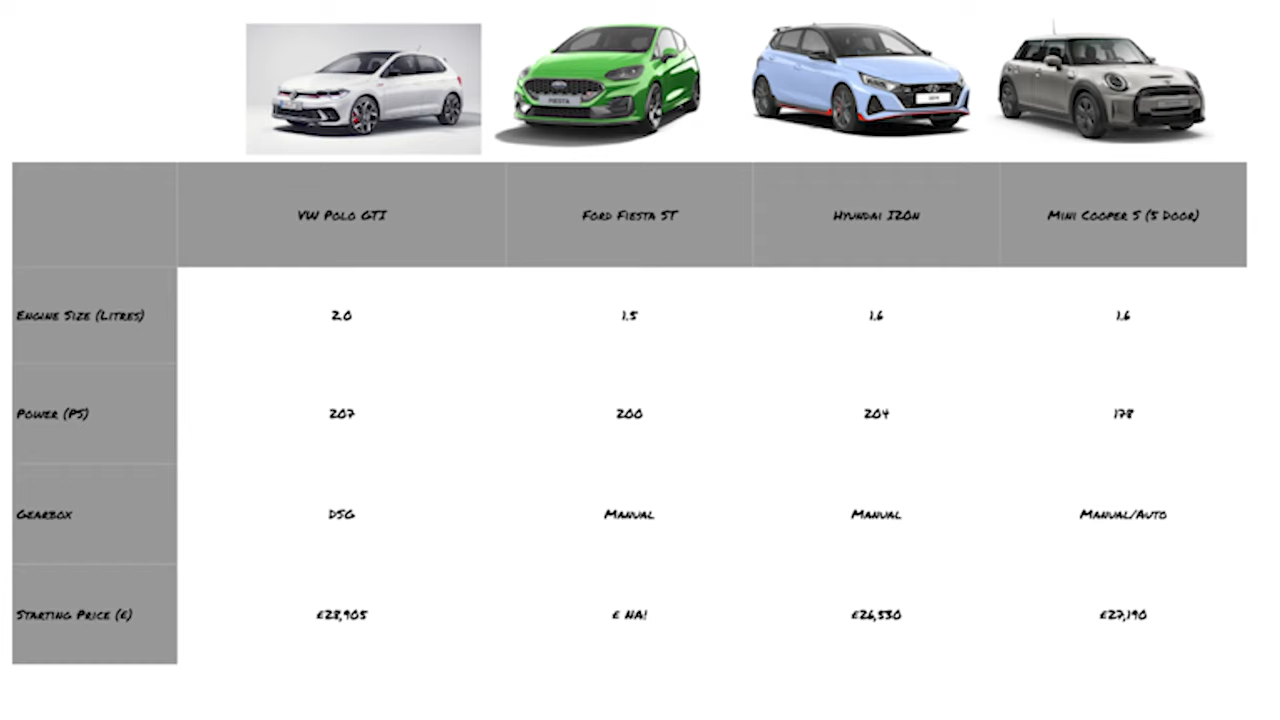 FIESTA
VW Polo GTI
Ford Fiesta ST
Hyundai I20n
Mini Cooper S (5 Door)
Engine Size (Litres)
2.0
1.5
1.6
1.6
Power (PS)
207
200
204
178
Gearbox
DSG
Manual
Manual
Manual/Auto
Starting Price (£)
£28,905
£ NA!
£26,530
£27,190